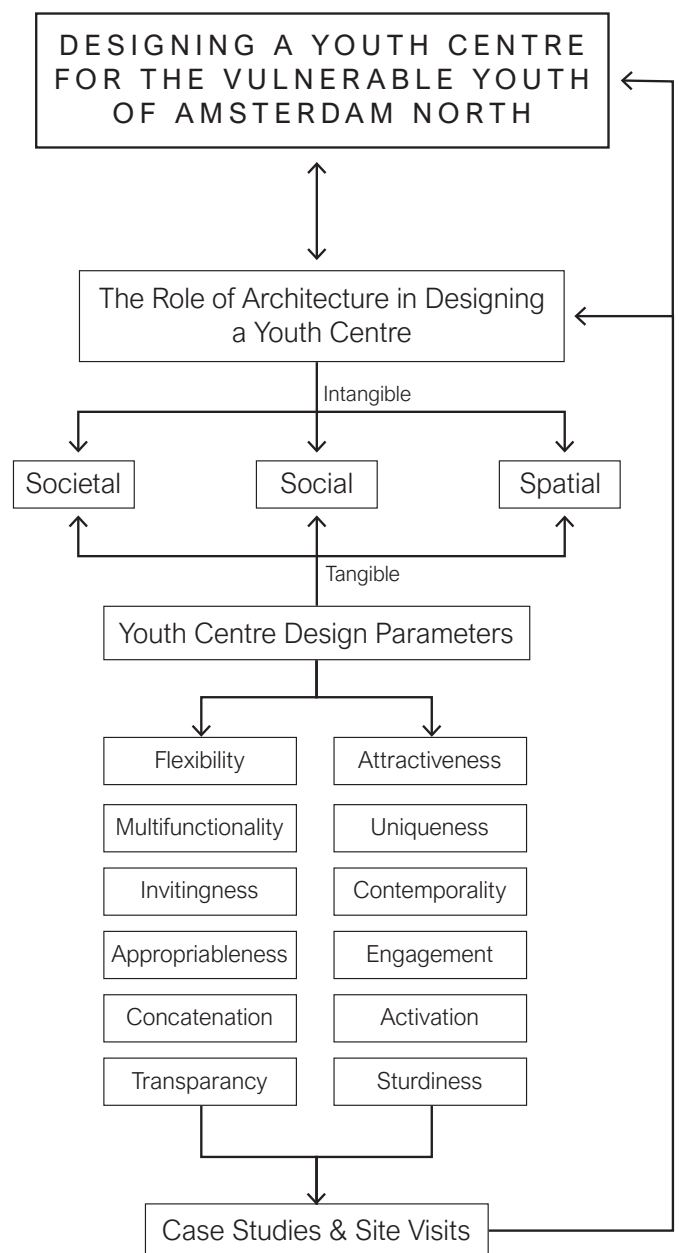 DESIGNING A YOUTH CENTRE
FOR THE VULNERABLE YOUTH
OF AMSTERDAM NORTH
The Role of Architecture in Designing
a Youth Centre
Intangible
Societal
Social
Spatial
Tangible
Youth Centre Design Parameters
Flexibility
Attractiveness
Multifunctionality
Uniqueness
Invitingness
Contemporality
Appropriableness
Engagement
Concatenation
Activation
Transparancy
Sturdiness
Case Studies & Site Visits